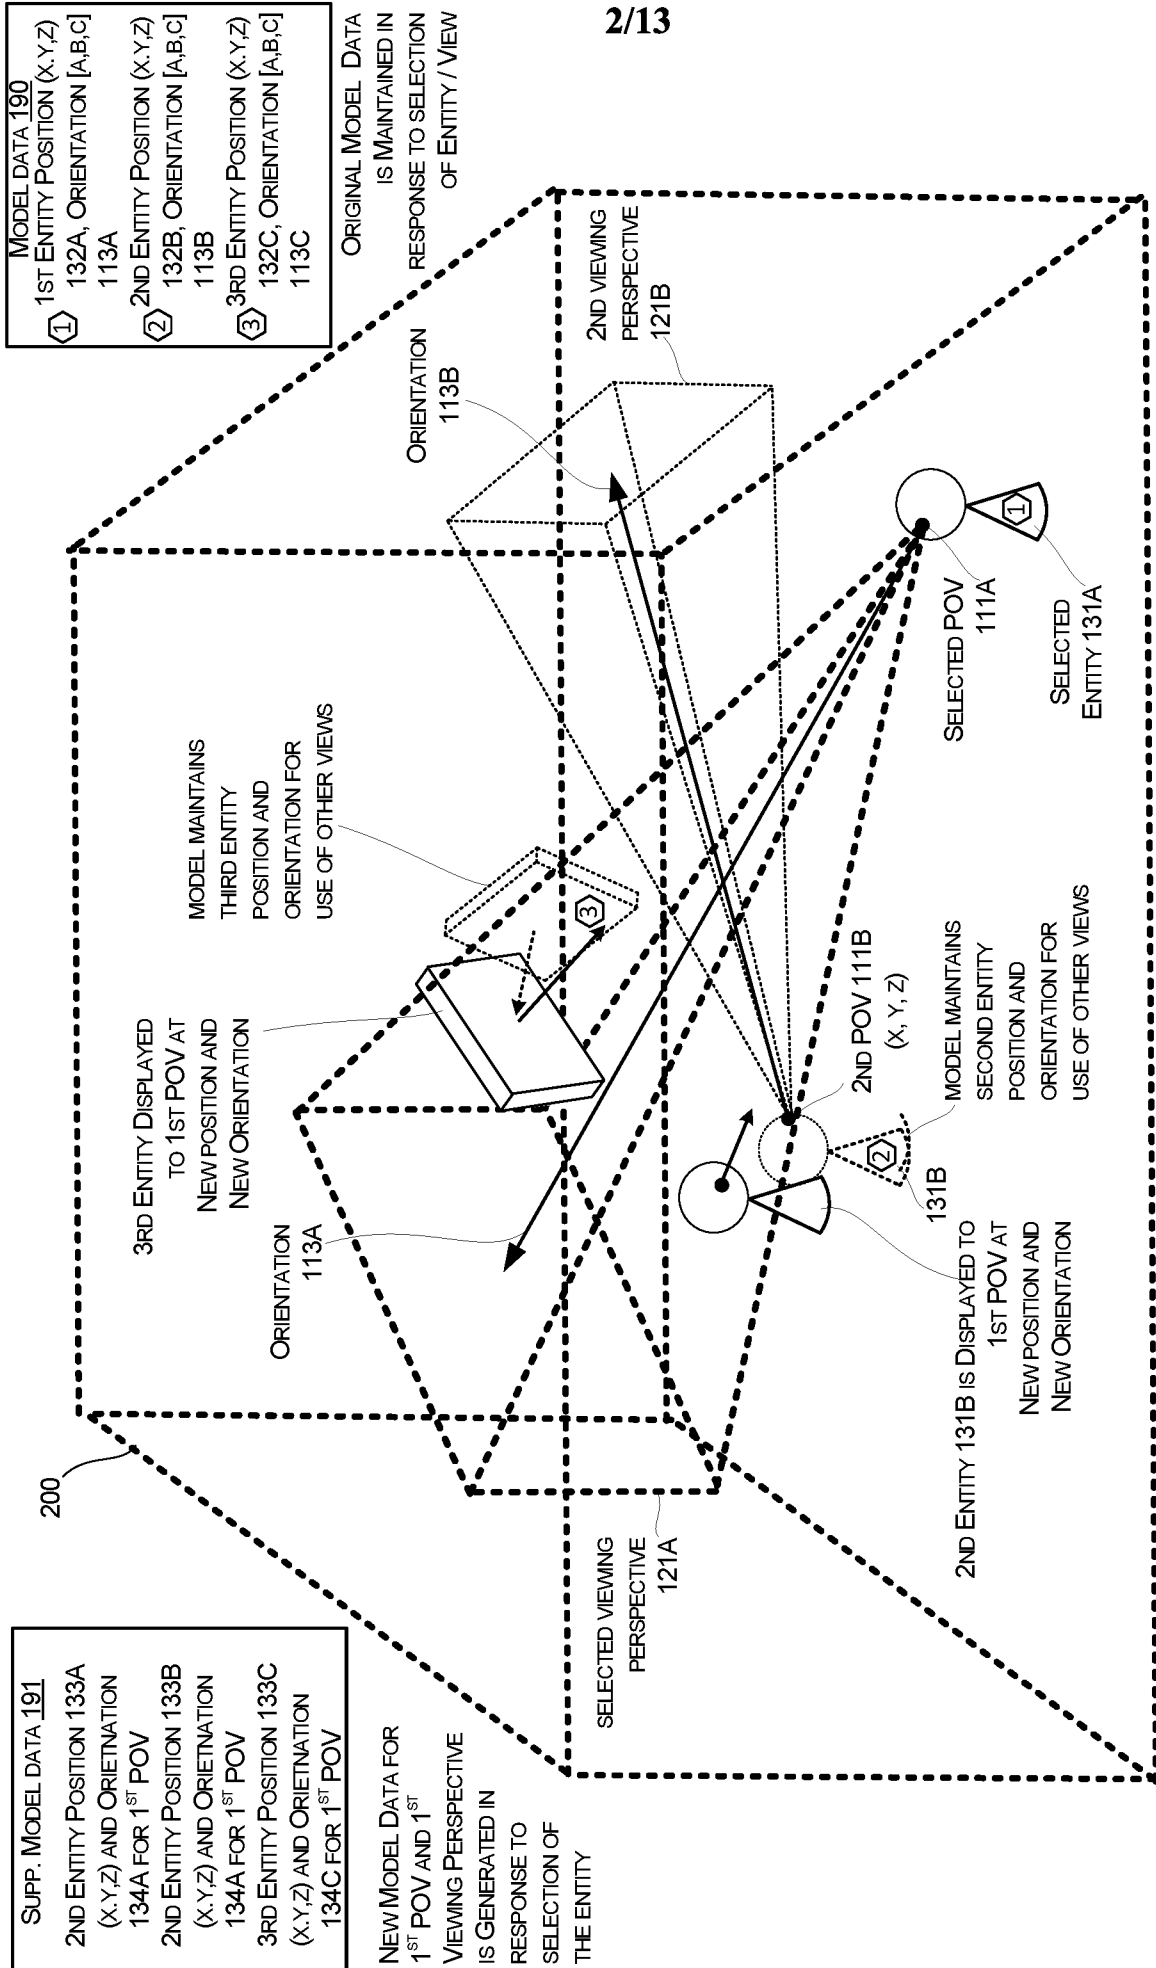 2/13
SUPP. MODEL DATA 191
2ND ENTITY POSITION 133A
(X.Y,Z) AND ORIETNATION
134A FOR 1ST POV
2ND ENTITY POSITION 133B
(X.Y,Z) AND ORIETNATION
134A FOR 1ST POV
3RD ENTITY POSITION 133C
(X.Y,Z) AND ORIETNATION
134C FOR 1ST POV
NEW MODEL DATA FOR
1ST POV AND 1ST
VIEWING PERSPECTIVE
IS GENERATED IN
RESPONSE TO
SELECTION OF
THE ENTITY
200
3RD ENTITY DISPLAYED
TO 1ST POV AT
NEW POSITION AND
NEW ORIENTATION
MODEL MAINTAINS
THIRD ENTITY
POSITION AND
ORIENTATION FOR
USE OF OTHER VIEWS
MODEL DATA 190
1ST ENTITY POSITION (X.Y,Z)
132A, ORIENTATION [A,B,C]
113A
1
2ND ENTITY POSITION (X.Y,Z)
132B, ORIENTATION [A,B,C]
113B
2
3RD ENTITY POSITION (X.Y,Z)
132C, ORIENTATION [A,B,C]
113C
3
ORIGINAL MODEL DATA
IS MAINTAINED IN
RESPONSE TO SELECTION
OF ENTITY / VIEW
ORIENTATION
113A
ORIENTATION
113B
3
2ND VIEWING
PERSPECTIVE
121B
SELECTED VIEWING
PERSPECTIVE
121A
2ND POV 111B
(X, Y, Z)
2
131B
MODEL MAINTAINS
SECOND ENTITY
POSITION AND
ORIENTATION FOR
USE OF OTHER VIEWS
2ND ENTITY 131B IS DISPLAYED TO
1ST POV AT
NEW POSITION AND
NEW ORIENTATION
SELECTED POV
111A
1
SELECTED
ENTITY 131A